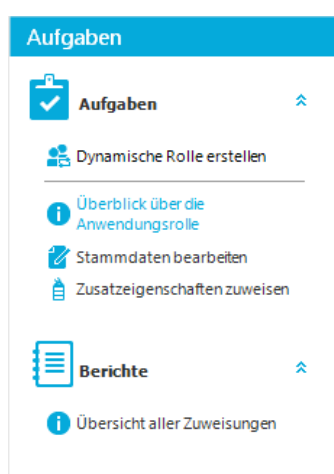 Aufgaben
Aufgaben
Dynamische Rolle erstellen
Überblick über die
Anwendungsrolle
Stammdaten bearbeiten
Zusatzeigenschaften zuweisen
Berichte
Übersicht aller Zuweisungen